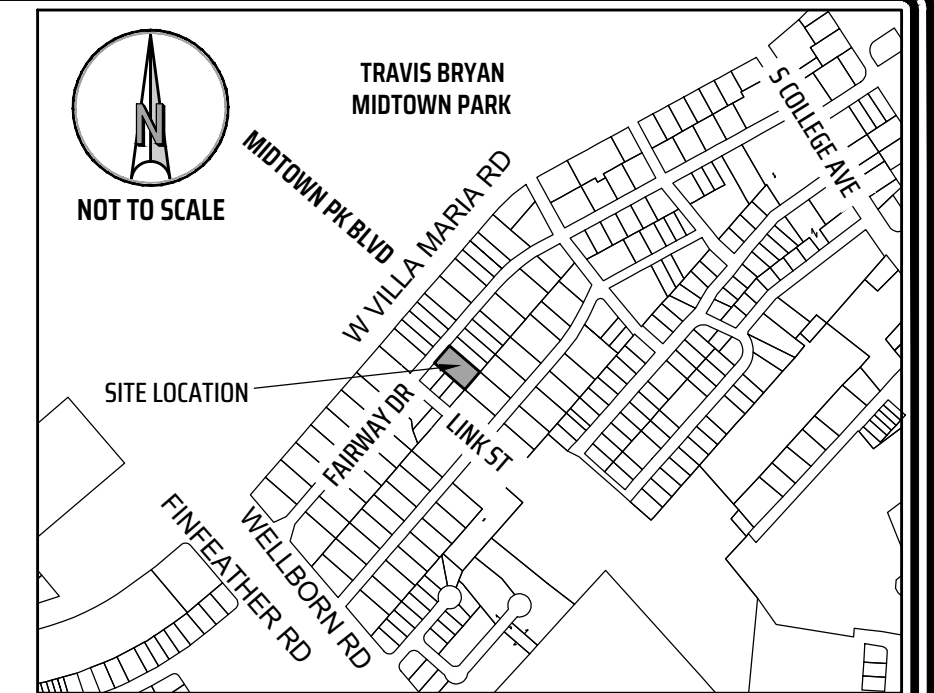 TRAVIS BRYAN
MIDTOWN PARK
S COLLEGE AVE
N
NOT TO SCALE
MIDTOWN PK BLVD
W VILLA MARIA RD
SITE LOCATION
FAIRWAY DR
LINK ST
FINFEATHER RD
WELLBORN RD